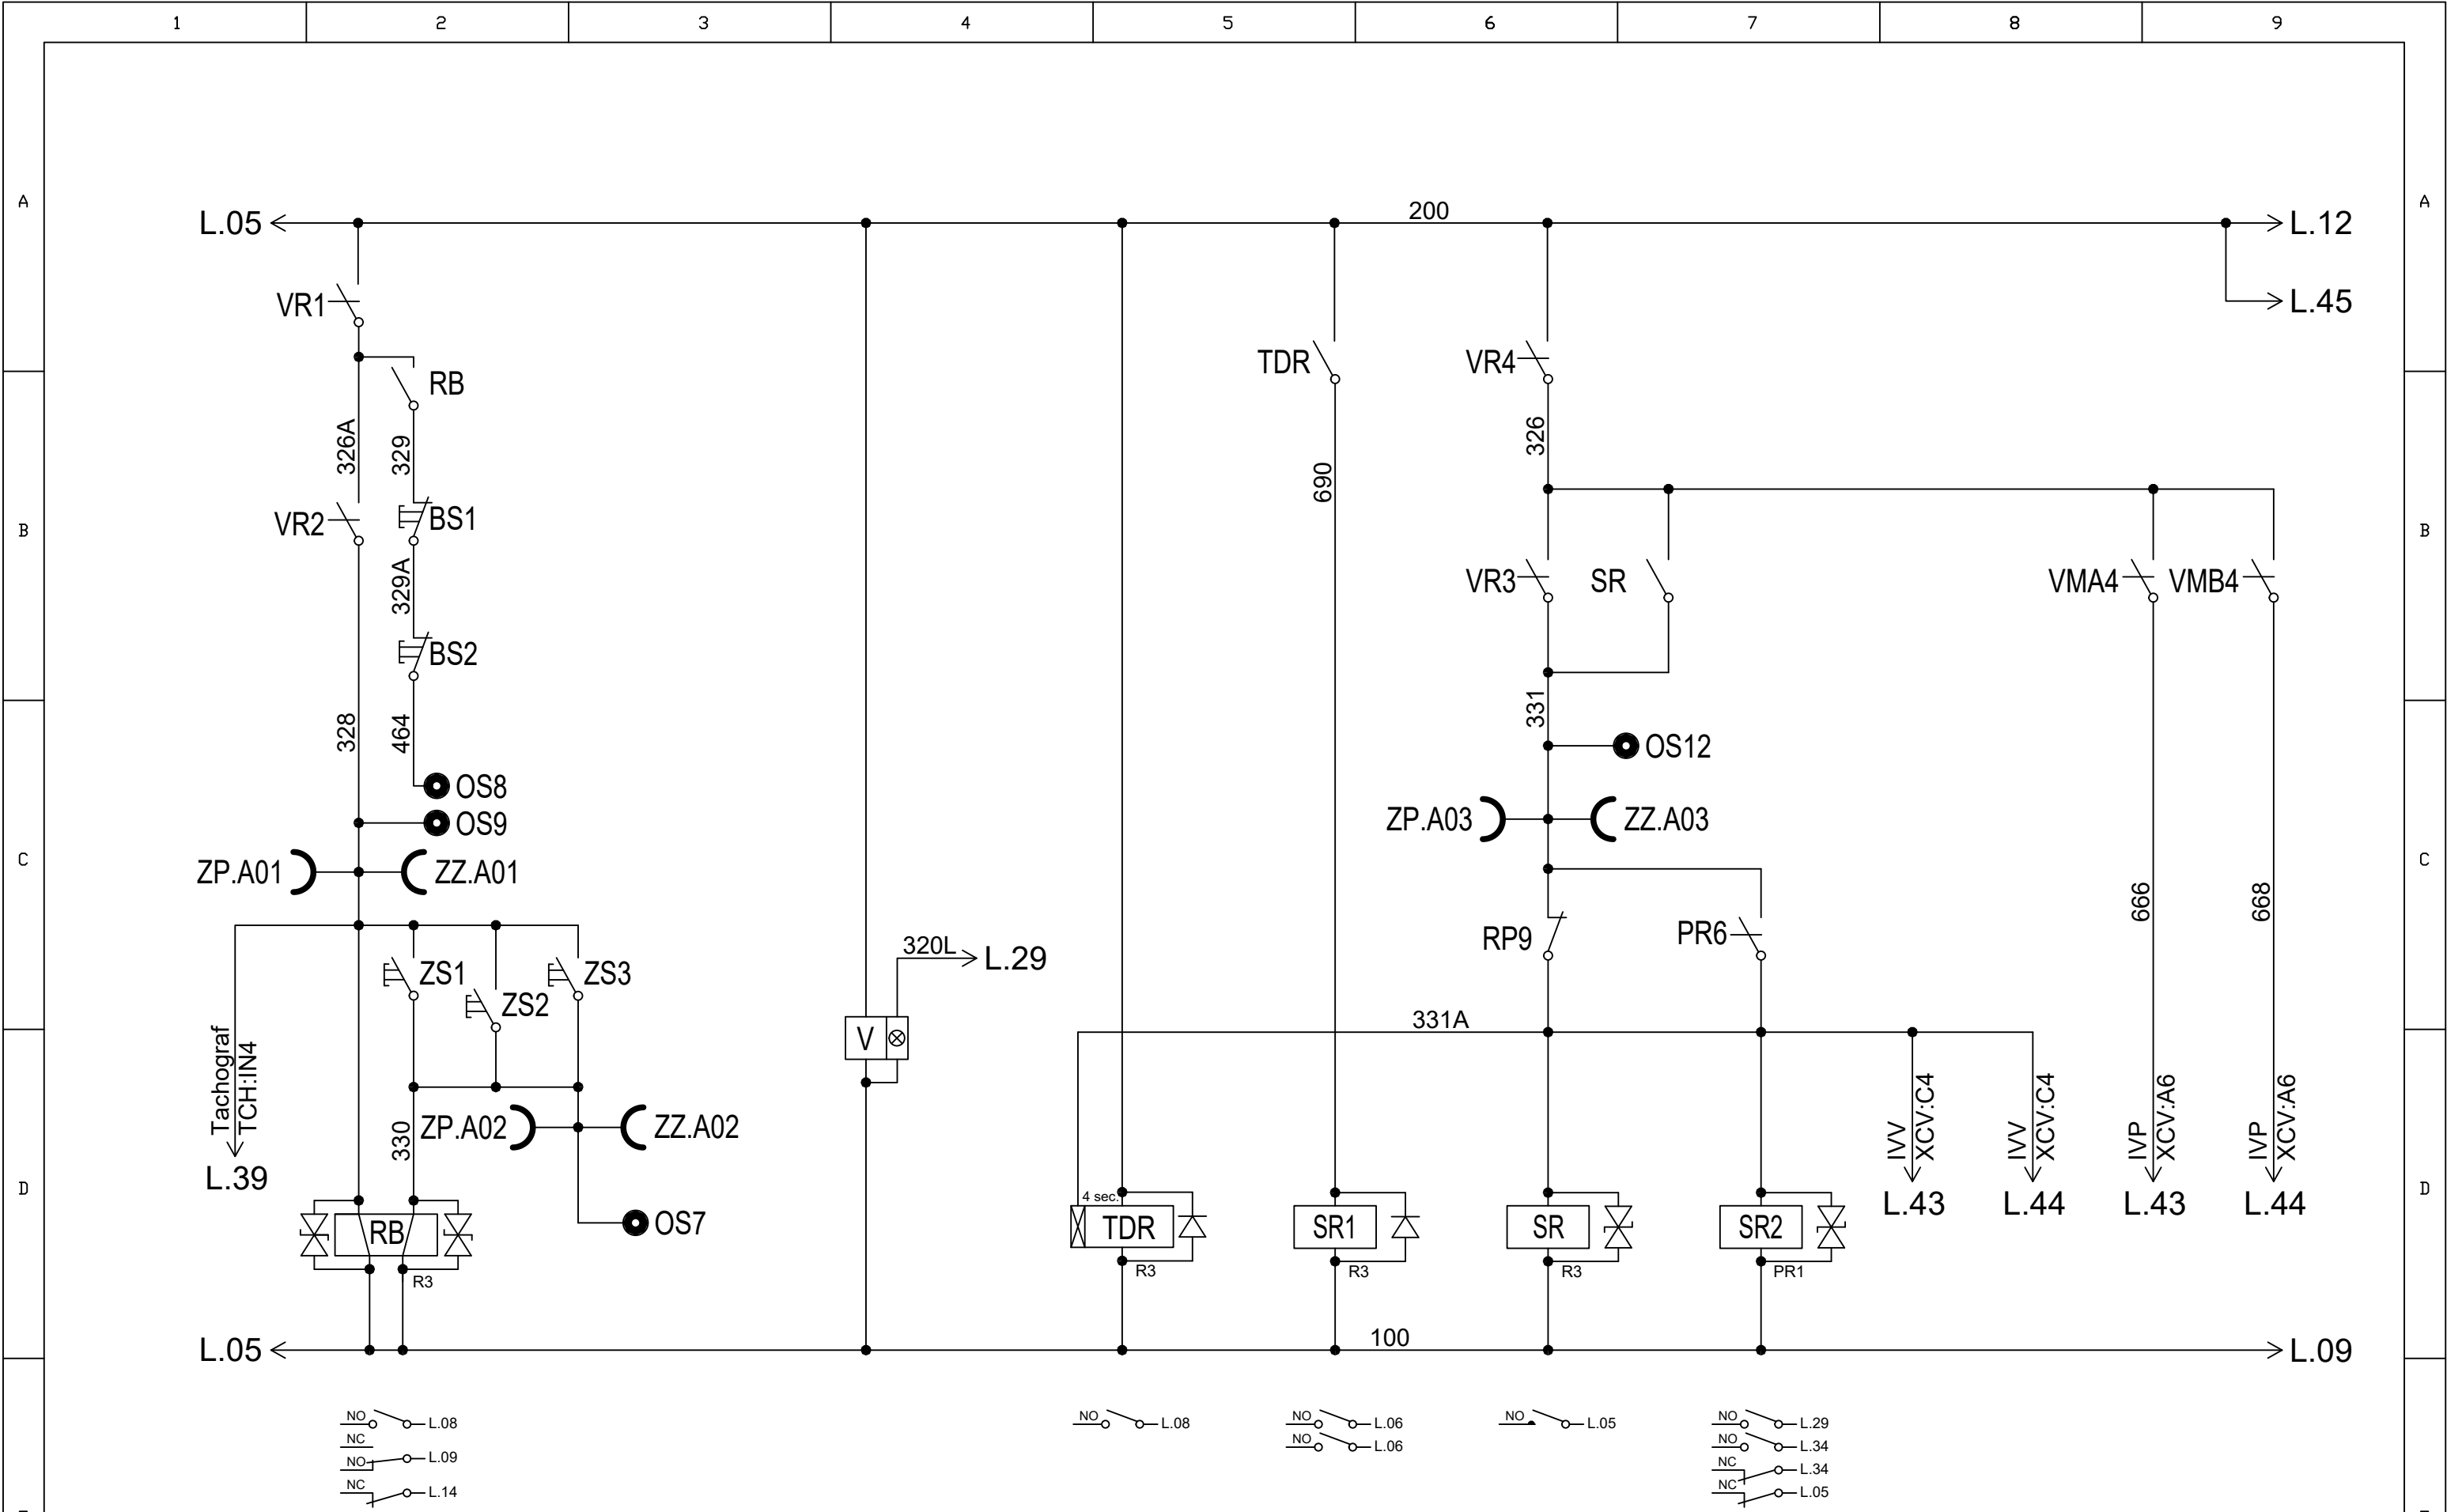 1 2 3 4 5 6 7 8 9
A A
L.05 200 L.12
VR1 L.45
TDR VR4
RB
326A 329 326
690
B B
VR2 BS1
329A
VR3 SR VMA4 VMB4
BS2
328 464 331
OS12
OS8
OS9
ZP.A03 ZZ.A03
C C
ZP.A01 ZZ.A01
666 668
RP9 PR6
320L L.29
ZS1 ZS3
ZS2
331A
V
Tachograf
TCH:IN4
330
ZP.A02 ZZ.A02
IVV XCV:C4
IVV XCV:C4
IVP XCV:A6
IVP XCV:A6
L.39
D D
4 sec.
L.43 L.44 L.43 L.44
RB OS7 TDR SR1 SR SR2
R3 R3 R3 R3 PR1
L.05 100 L.09
NO L.08 NO L.08 NO L.06 NO L.05 NO L.29
NC NO L.06 NO L.34
NO L.09 NC L.34
NC L.14 NC L.05